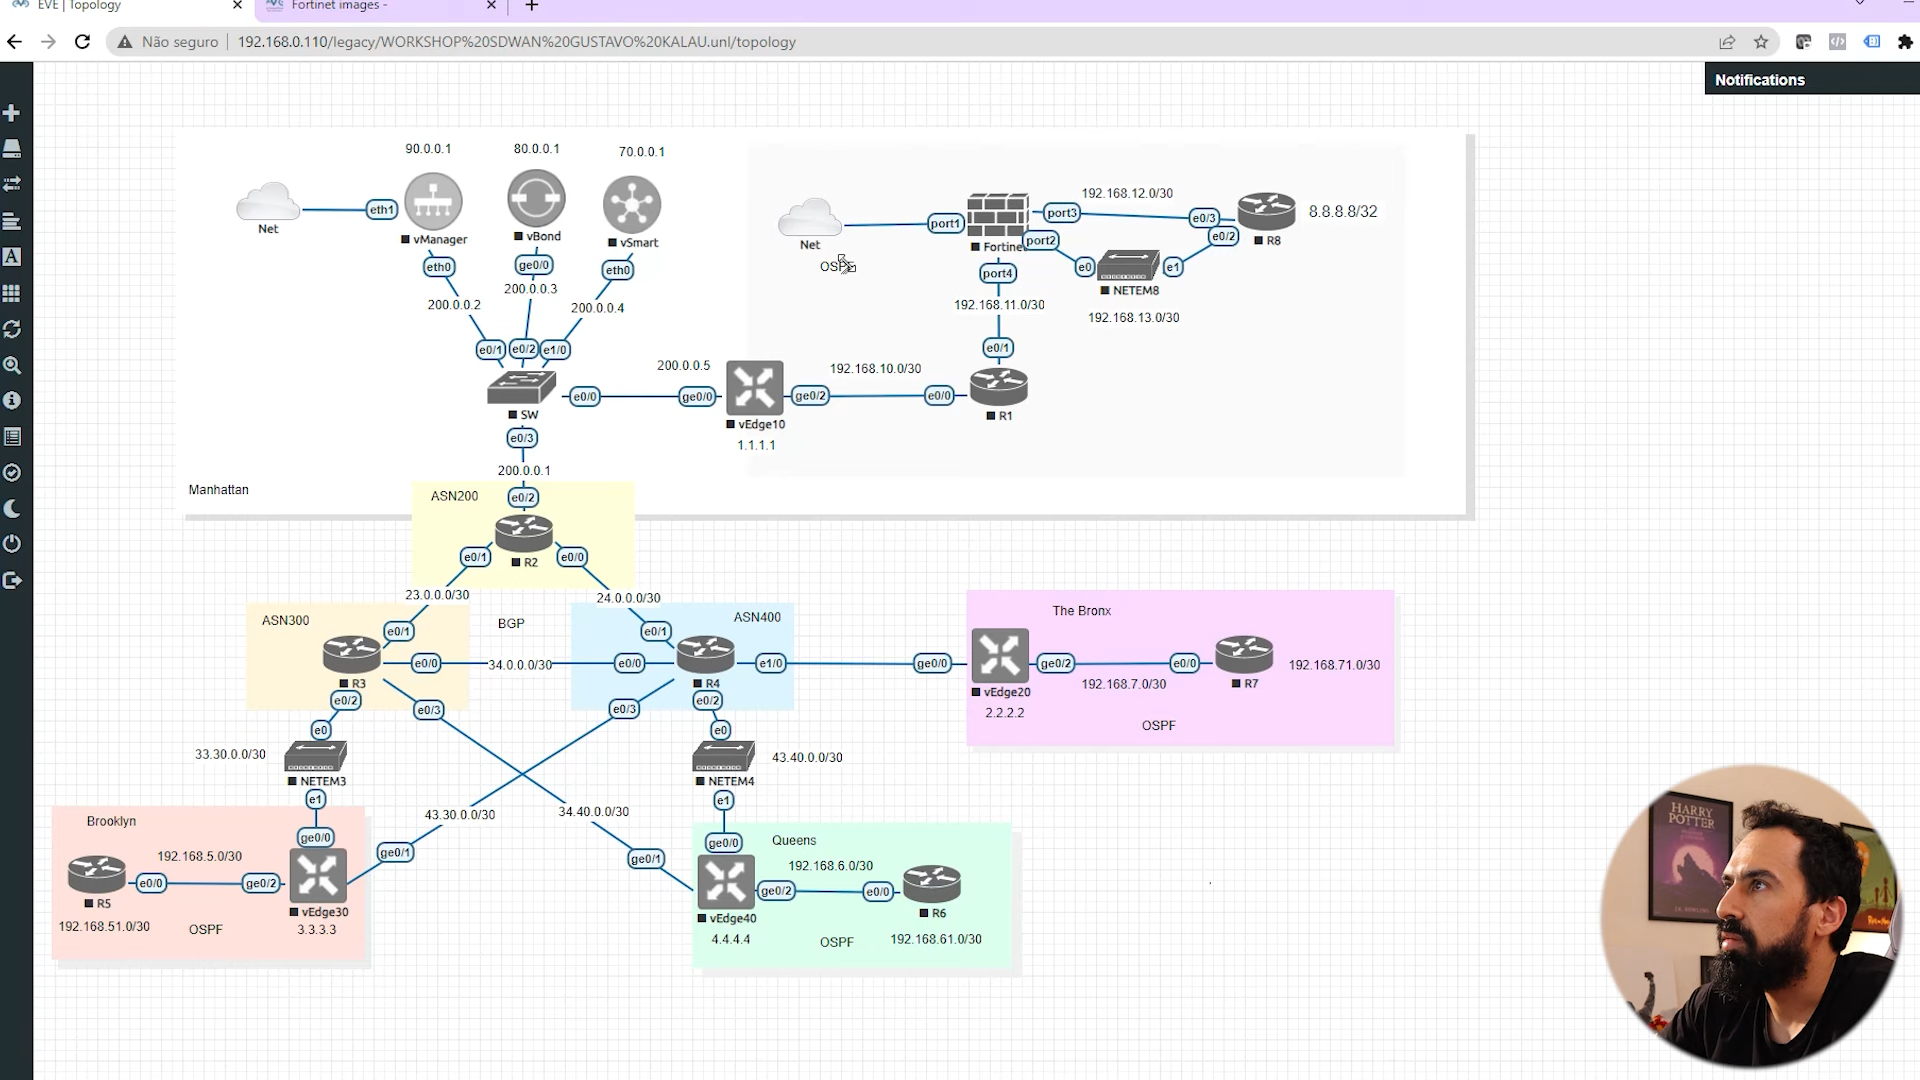 EVE | Topology
Fortinet images -
Não seguro
192.168.0.110/legacy/WORKSHOP%20SDWAN%20GUSTAVO%20KALAU.unl/topology
Notifications
90.0.0.1
80.0.0.1
70.0.0.1
Net
eth1
vManager
vBond
vSmart
eth0
ge0/0
eth0
200.0.0.2
200.0.0.3
200.0.0.4
e0/1
e0/2
e1/0
SW
e0/0
200.0.0.5
ge0/0
vEdge10
1.1.1.1
ge0/2
192.168.10.0/30
e0/0
R1
e0/1
192.168.11.0/30
port4
Net
port1
Fortinet
port3
192.168.12.0/30
e0/3
R8
8.8.8.8/32
port2
e0
e1
e0/2
NETEM8
192.168.13.0/30
e0/3
200.0.0.1
Manhattan
ASN200
e0/2
R2
e0/1
e0/0
23.0.0.0/30
24.0.0.0/30
ASN300
BGP
ASN400
e0/1
e0/1
R3
e0/0
34.0.0.0/30
e0/0
R4
e1/0
ge0/0
The Bronx
vEdge20
2.2.2.2
ge0/2
192.168.7.0/30
e0/0
R7
192.168.71.0/30
OSPF
e0/2
e0/3
e0/3
e0/2
e0
e0
33.30.0.0/30
NETEM3
NETEM4
43.40.0.0/30
e1
e1
43.30.0.0/30
34.40.0.0/30
Brooklyn
ge0/0
ge0/1
R5
e0/0
192.168.5.0/30
ge0/2
vEdge30
3.3.3.3
192.168.51.0/30
OSPF
Queens
ge0/0
ge0/1
vEdge40
4.4.4.4
ge0/2
192.168.6.0/30
e0/0
R6
OSPF
192.168.61.0/30
HARRY
POTTER